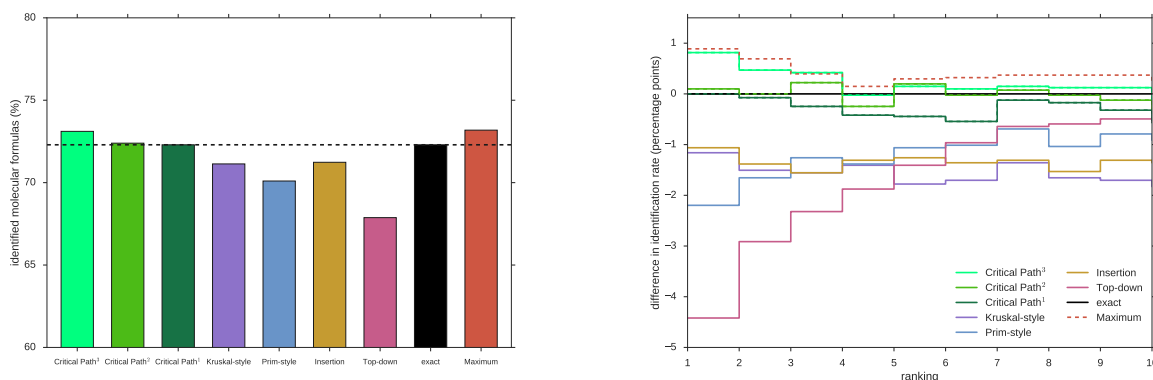 80
75
70
65
60
identified molecular formulas (%)
Critical Path³ Critical Path² Critical Path¹ Kruskal-style Prim-style Insertion Top-down exact Maximum
1
0
−1
−2
−3
−4
−5
difference in identification rate (percentage points)
Critical Path³
Critical Path²
Critical Path¹
Kruskal-style
Prim-style
Insertion
Top-down
exact
Maximum
1 2 3 4 5 6 7 8 9
ranking